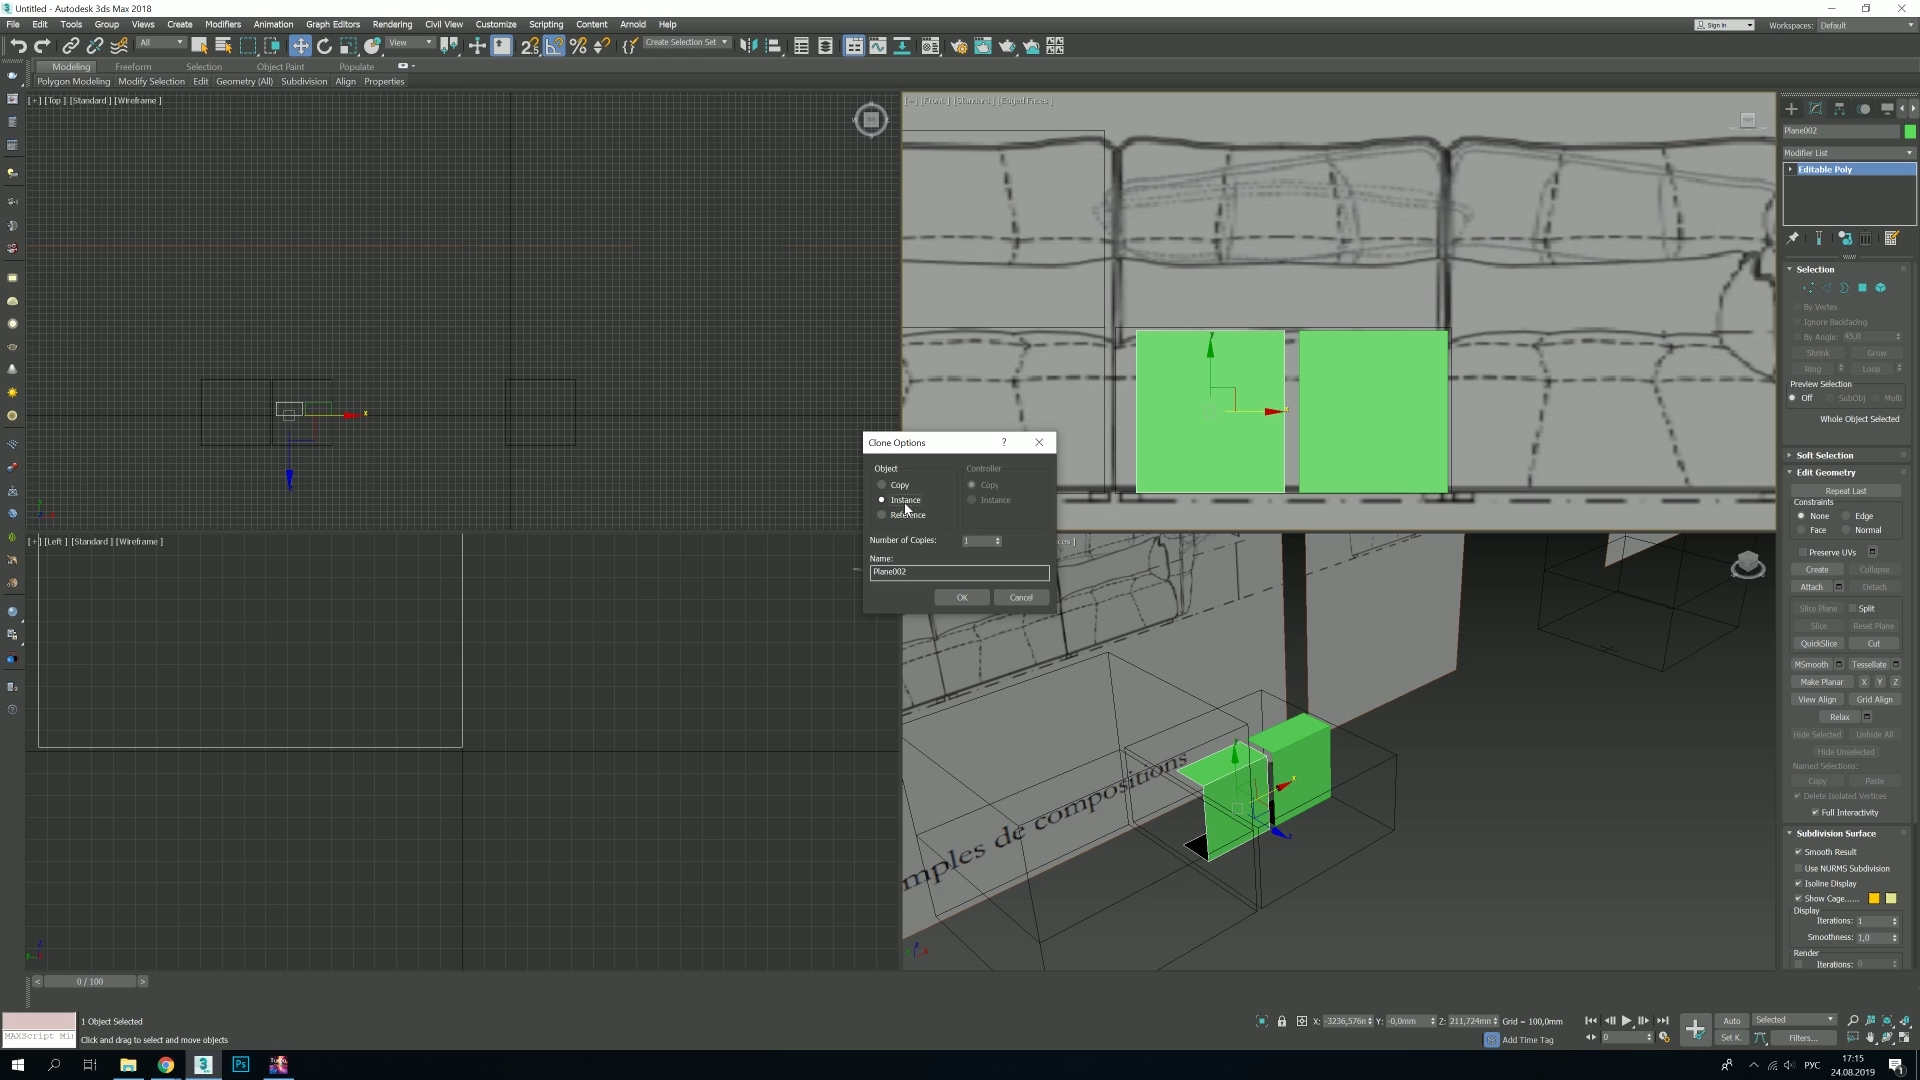 Untitled - Autodesk 3ds Max 2018
File Edit Tools Group Views Create Modifiers Animation Graph Editors Rendering Civil View Customize Scripting Content Arnold Help
Sign In Workspaces: Default
All View Create Selection Set
Modeling Freeform Selection Object Paint Populate
Polygon Modeling Modify Selection Edit Geometry (All) Subdivision Align Properties
[+] [Top ] [Standard ] [Wireframe ]
[+] [Front ] [Standard ] [Edged Faces ]
Plane002
Modifier List
Editable Poly
Selection
By Vertex
Ignore Backfacing
By Angle: 45,0
Shrink Grow
Ring Loop
Preview Selection
Off SubObj Multi
Whole Object Selected
Soft Selection
Edit Geometry
Repeat Last
Constraints
None Edge
Face Normal
Preserve UVs
Create Collapse
Attach Detach
Slice Plane Split
Slice Reset Plane
QuickSlice Cut
MSmooth Tessellate
Make Planar X Y Z
View Align Grid Align
Relax
Hide Selected Unhide All
Hide Unselected
Named Selections:
Copy Paste
Delete Isolated Vertices
Full Interactivity
Subdivision Surface
Smooth Result
Use NURMS Subdivision
Isoline Display
Show Cage......
Display
Iterations: 1
Smoothness: 1,0
Render
Iterations: 0
Clone Options ?
Object Controller
Copy Copy
Instance Instance
Reference
Number of Copies: 1
Name:
Plane002
OK Cancel
[+] [Left ] [Standard ] [Wireframe ]
mples de compositions
< 0 / 100 >
MAXScript Mi
1 Object Selected
Click and drag to select and move objects
X: -3236,576m Y: -0,0mm Z: 211,724mm Grid = 100,0mm
Add Time Tag
Auto Selected
Set K. Filters...
0
Ps
РУС
17:15
24.08.2019